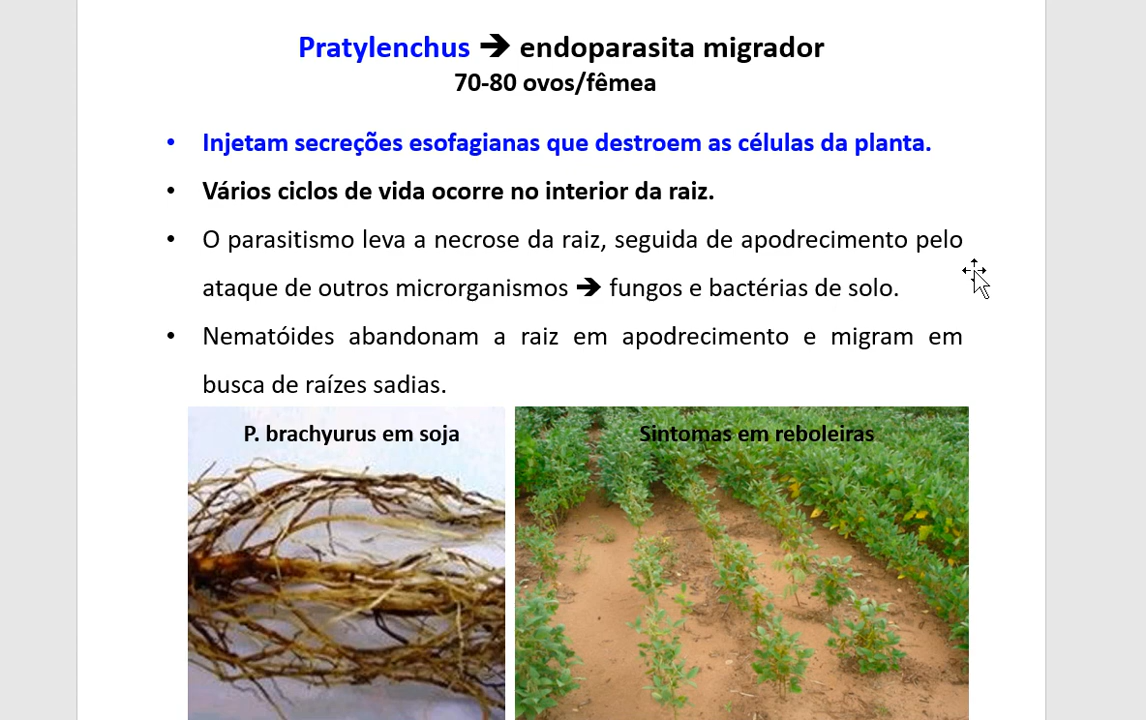 Pratylenchus ➔ endoparasita migrador
70-80 ovos/fêmea
• Injetam secreções esofagianas que destroem as células da planta.
• Vários ciclos de vida ocorre no interior da raiz.
• O parasitismo leva a necrose da raiz, seguida de apodrecimento pelo
ataque de outros microrganismos ➔ fungos e bactérias de solo.
• Nematóides abandonam a raiz em apodrecimento e migram em
busca de raízes sadias.
P. brachyurus em soja
Sintomas em reboleiras